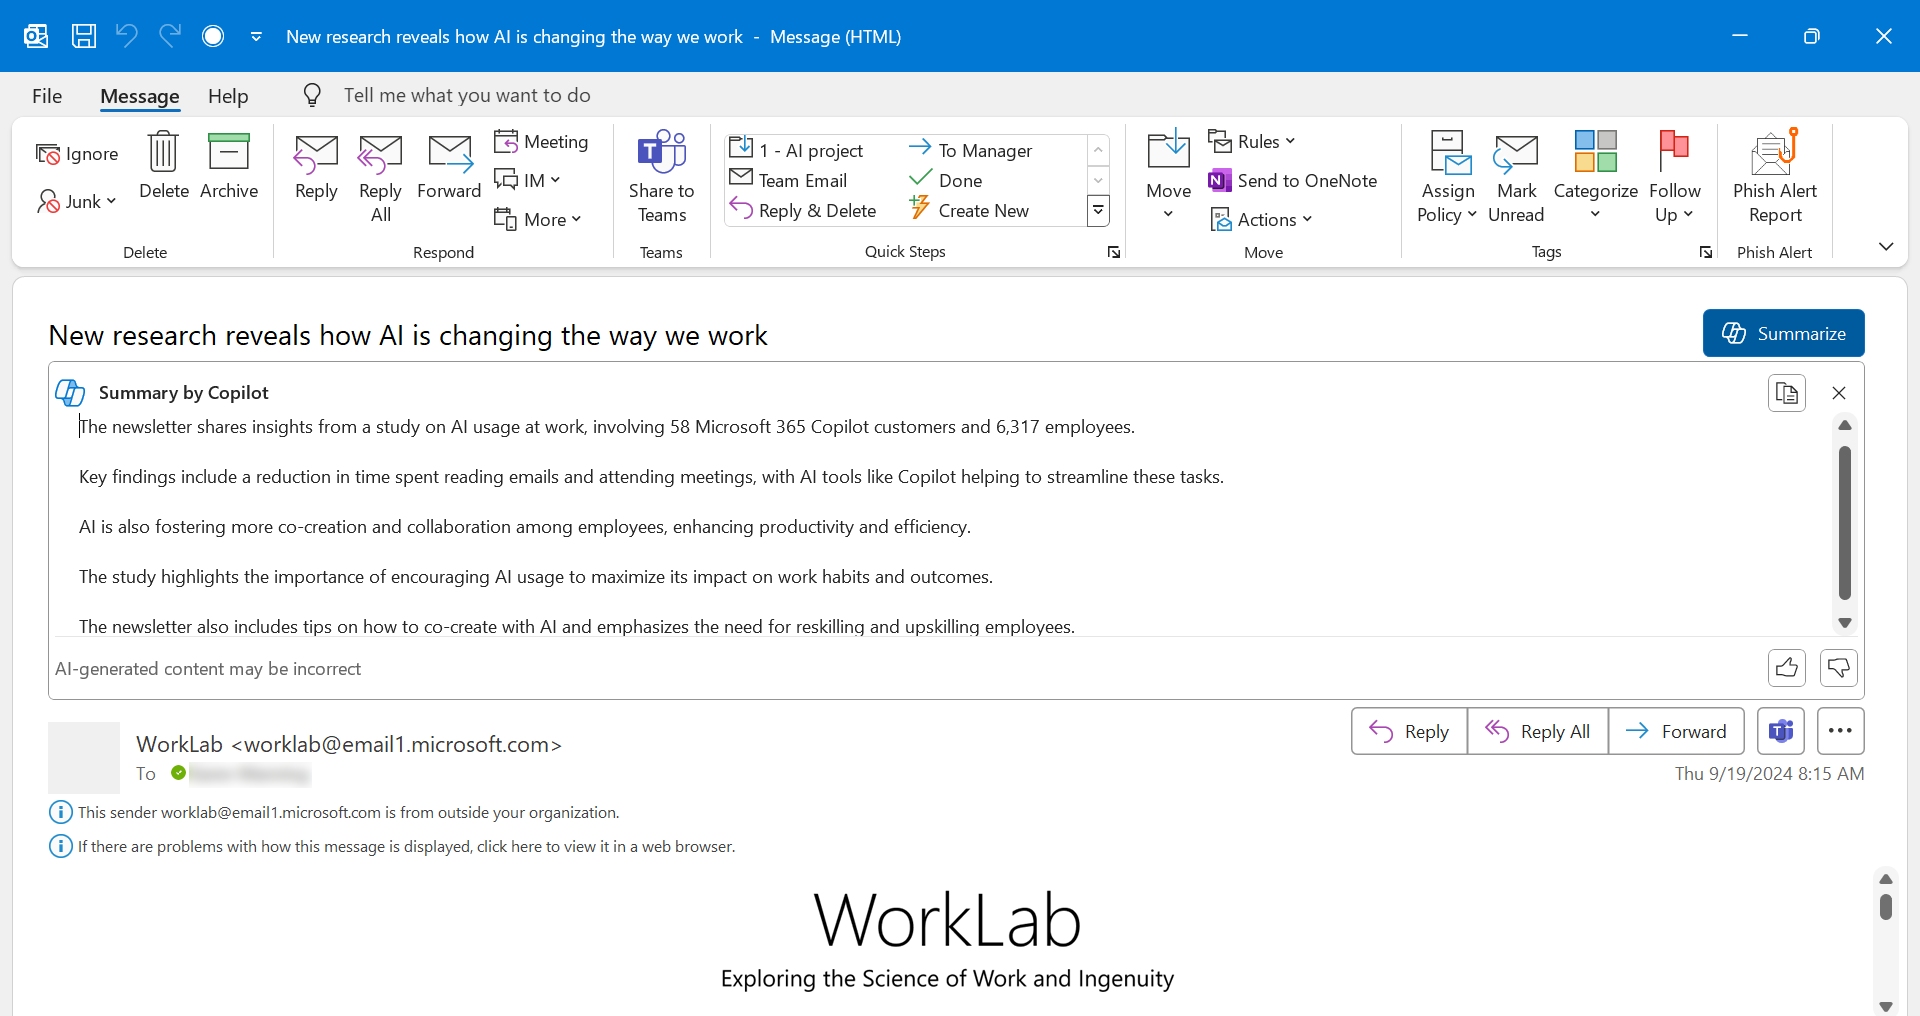 New research reveals how AI is changing the way we work - Message (HTML)
File Message Help Tell me what you want to do
Ignore
Junk
Delete
Archive
Delete
Reply
Reply All
Forward
Meeting
IM
More
Respond
Share to Teams
Teams
1 - AI project
Team Email
Reply & Delete
To Manager
Done
Create New
Quick Steps
Move
Rules
Send to OneNote
Actions
Move
Assign Policy
Mark Unread
Categorize
Follow Up
Tags
Phish Alert Report
Phish Alert
New research reveals how AI is changing the way we work
Summarize
Summary by Copilot
The newsletter shares insights from a study on AI usage at work, involving 58 Microsoft 365 Copilot customers and 6,317 employees.
Key findings include a reduction in time spent reading emails and attending meetings, with AI tools like Copilot helping to streamline these tasks.
AI is also fostering more co-creation and collaboration among employees, enhancing productivity and efficiency.
The study highlights the importance of encouraging AI usage to maximize its impact on work habits and outcomes.
The newsletter also includes tips on how to co-create with AI and emphasizes the need for reskilling and upskilling employees.
AI-generated content may be incorrect
WorkLab <worklab@email1.microsoft.com>
To
Reply Reply All Forward
Thu 9/19/2024 8:15 AM
This sender worklab@email1.microsoft.com is from outside your organization.
If there are problems with how this message is displayed, click here to view it in a web browser.
WorkLab
Exploring the Science of Work and Ingenuity